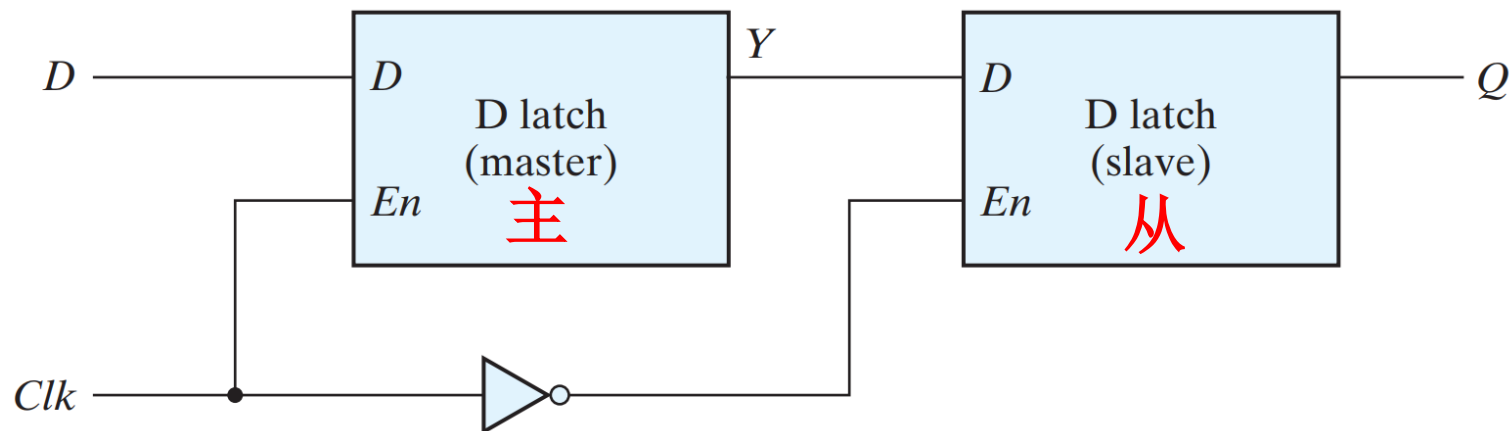 Y
D
D
D latch
(master)
主
En
D
D latch
(slave)
从
En
Q
Clk